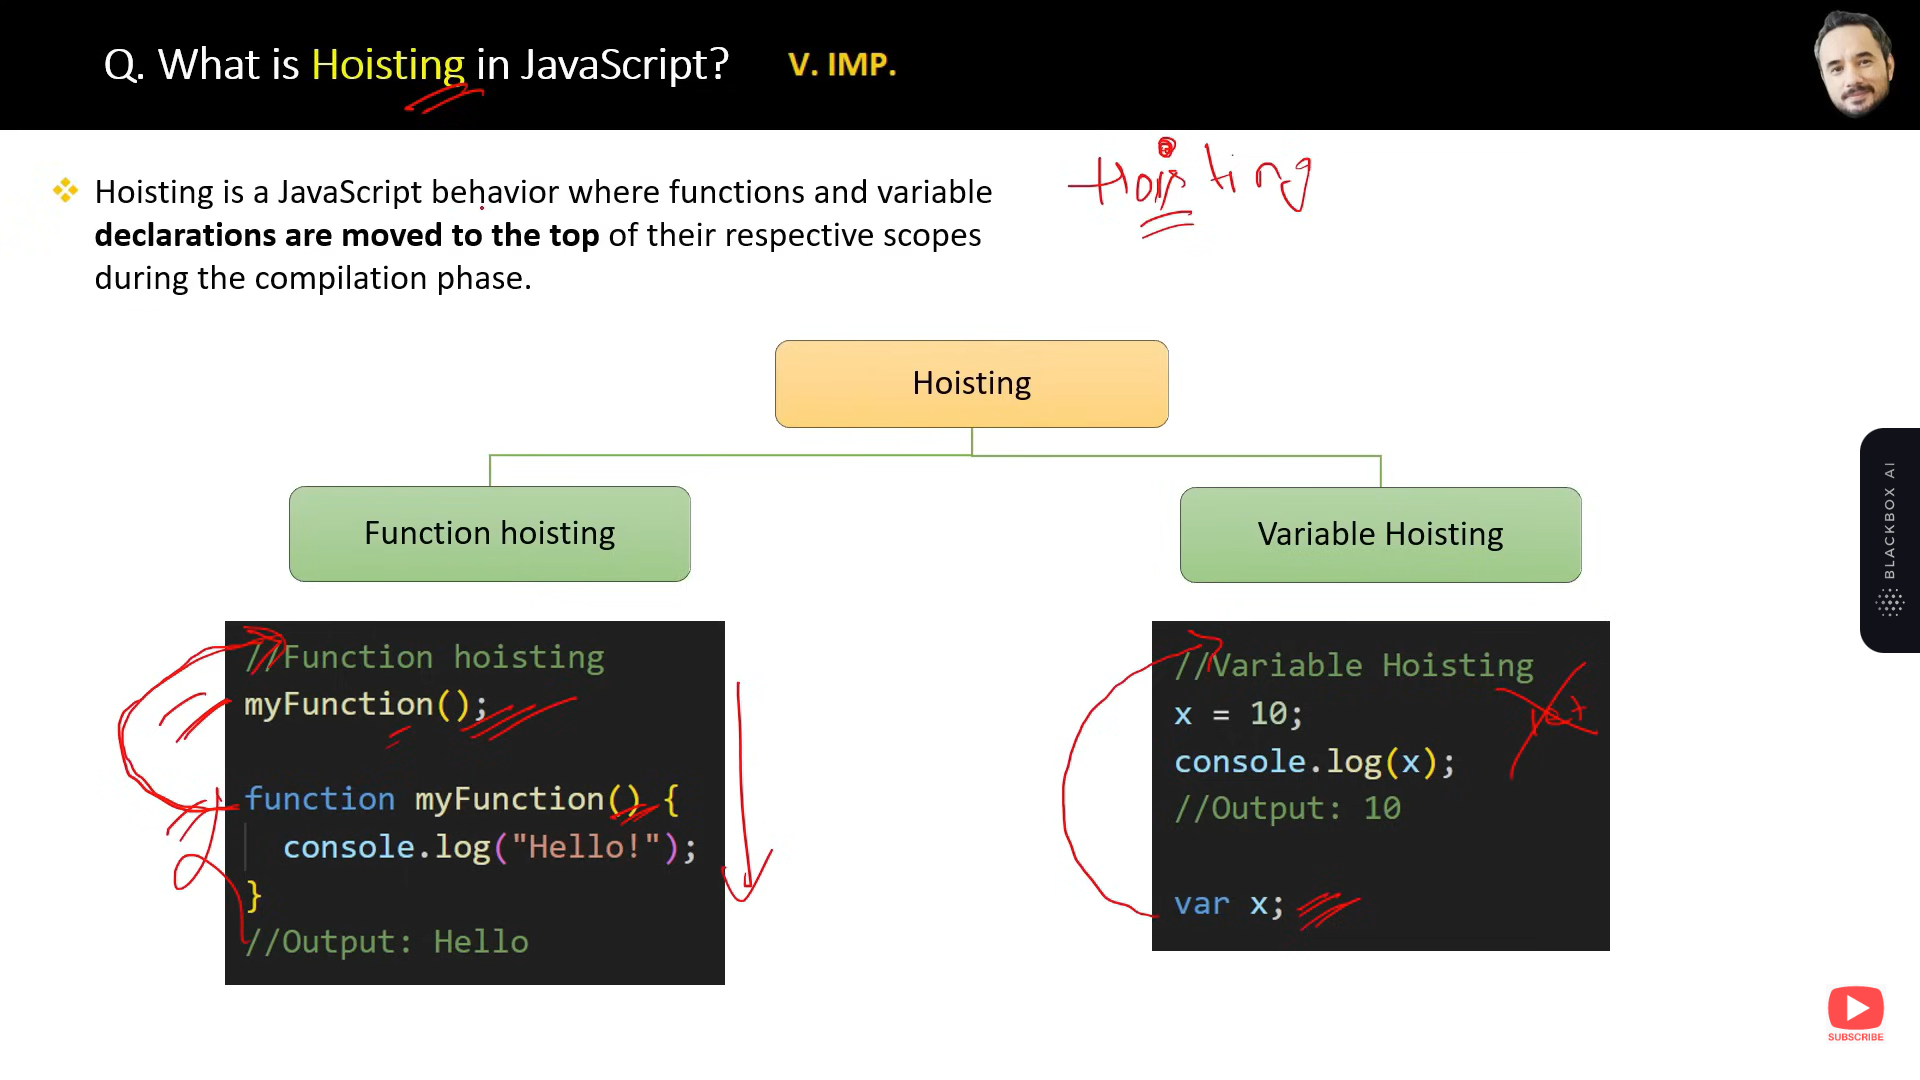 Q. What is Hoisting in JavaScript? V. IMP.
Hoisting
Hoisting is a JavaScript behavior where functions and variable
declarations are moved to the top of their respective scopes
during the compilation phase.
Hoisting
Function hoisting
Variable Hoisting
//Function hoisting
myFunction();
function myFunction() {
console.log("Hello!");
}
//Output: Hello
//Variable Hoisting
x = 10;
console.log(x);
//Output: 10
var x;
let
BLACKBOX AI
SUBSCRIBE